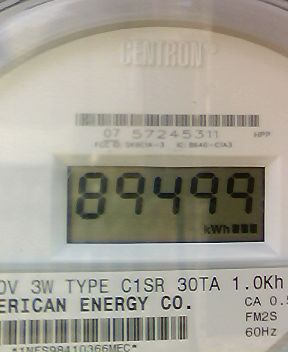 CENTRON
07 57245311 HPP
89499
kWh
0V 3W TYPE C1SR 30TA 1.0Kh
ERICAN ENERGY CO. CA 0.5
FM2S
60Hz